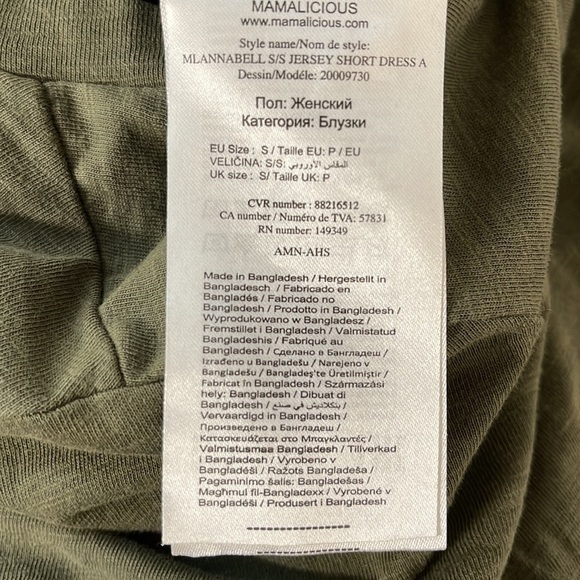 MAMALICIOUS
www.mamalicious.com
Style name/Nom de style:
MLANNABELL S/S JERSEY SHORT DRESS A
Dessin/Modéle: 20009730
Пол: Женский
Категория: Блузки
EU Size : S / Taille EU: P / EU
VELIČINA: S/S: المقاس الأوروبي
UK size : S/ Taille UK: P
CVR number : 88216512
CA number / Numéro de TVA: 57831
RN number: 149349
AMN-AHS
Made in Bangladesh / Hergestellt in
Bangladesch / Fabricado en
Bangladés / Fabricado no
Bangladesh / Prodotto in Bangladesh /
Wyprodukowano w Bangladesz /
Fremstillet i Bangladesh / Valmistatud
Bangladeshis / Fabriqué au
Bangladesh / Сделано в Бангладеш /
Izrađeno u Bangladešu / Narejeno v
Bangladešu / Bangladeş'te Üretilmiştir /
Fabricat în Bangladesh / Származási
hely: Bangladesh / Dibuat di
Bangladesh / بنكلاديش في صنع /
Vervaardigd in Bangladesh /
Произведено в Бангладеш /
Κατασκευάζεται στο Μπαγκλαντές /
Valmistusmaa Bangladesh / Tillverkad
i Bangladesh / Vyrobeno v
Bangladéši / Ražots Bangladeša /
Pagaminimo šalis: Bangladešas /
Magħmul fil-Bangladexx / Vyrobené v
Bangladéši / Produsert i Bangladesh